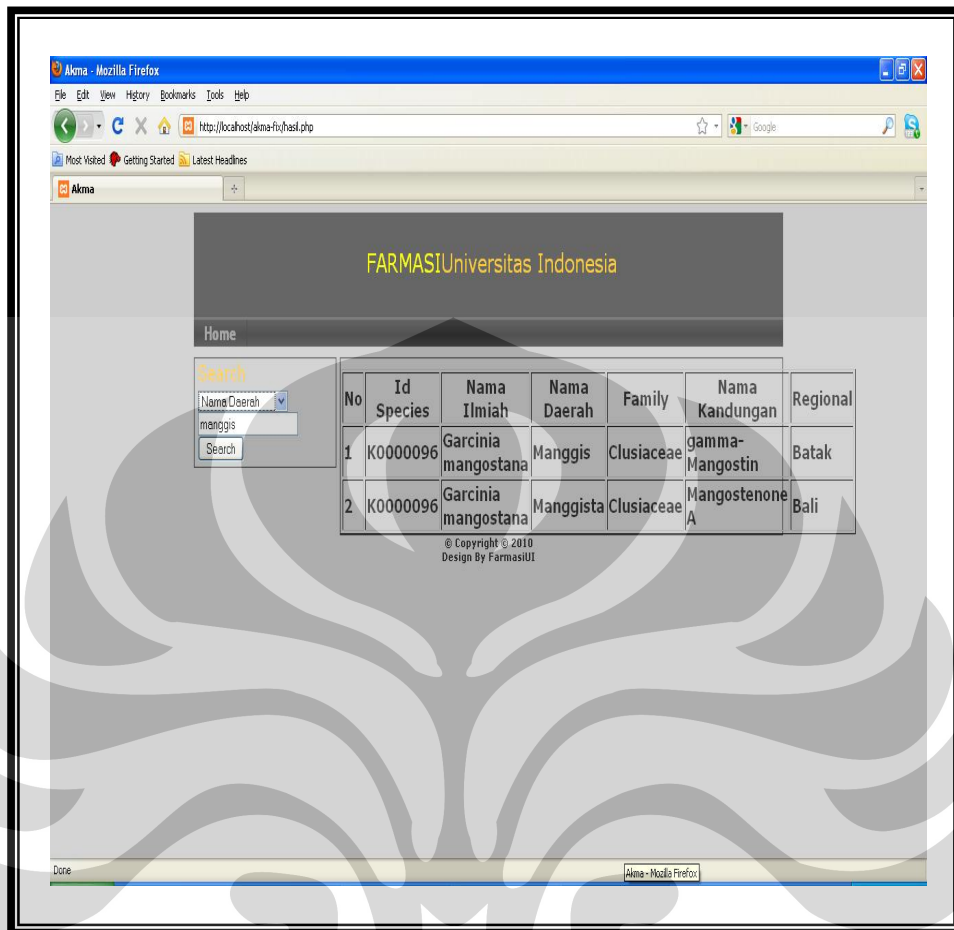 Akma - Mozilla Firefox
File Edit View History Bookmarks Tools Help
http://localhost/akma-fix/hasil.php
Google
Most Visited Getting Started Latest Headlines
Akma
FARMASIUniversitas Indonesia
Home
Search
Nama Daerah
manggis
Search
No Id Species Nama Ilmiah Nama Daerah Family Nama Kandungan Regional
1 K0000096 Garcinia mangostana Manggis Clusiaceae gamma-Mangostin Batak
2 K0000096 Garcinia mangostana Manggista Clusiaceae Mangostenone A Bali
© Copyright © 2010
Design By FarmasiUI
Done
Akma - Mozilla Firefox